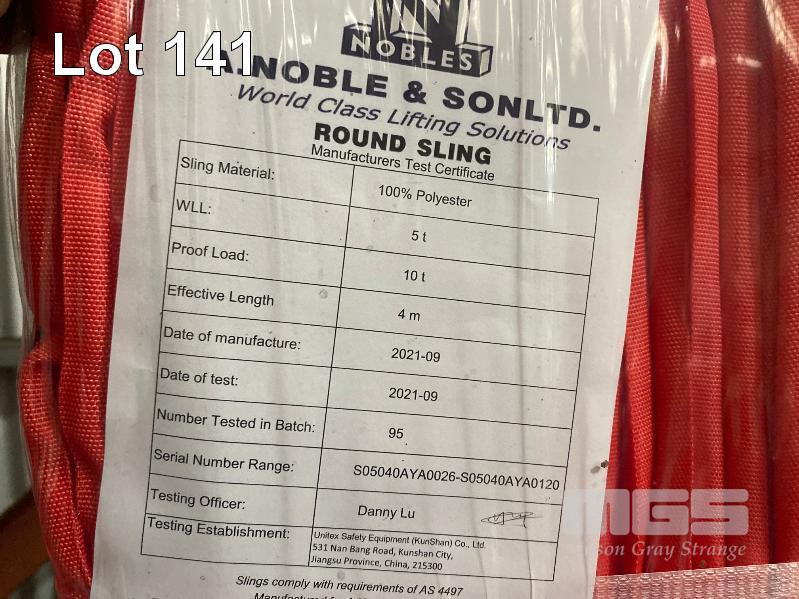 Lot 141
NOBLES
A. NOBLE & SON LTD.
World Class Lifting Solutions
ROUND SLING
Manufacturers Test Certificate
Sling Material: 100% Polyester
WLL: 5 t
Proof Load: 10 t
Effective Length 4 m
Date of manufacture: 2021-09
Date of test: 2021-09
Number Tested in Batch: 95
Serial Number Range: S05040AYA0026-S05040AYA0120
Testing Officer: Danny Lu
Testing Establishment: Unitex Safety Equipment (KunShan) Co., Ltd.
531 Nan Bang Road, Kunshan City,
Jiangsu Province, China, 215300
Slings comply with requirements of AS 4497
MGS
Gray Strange